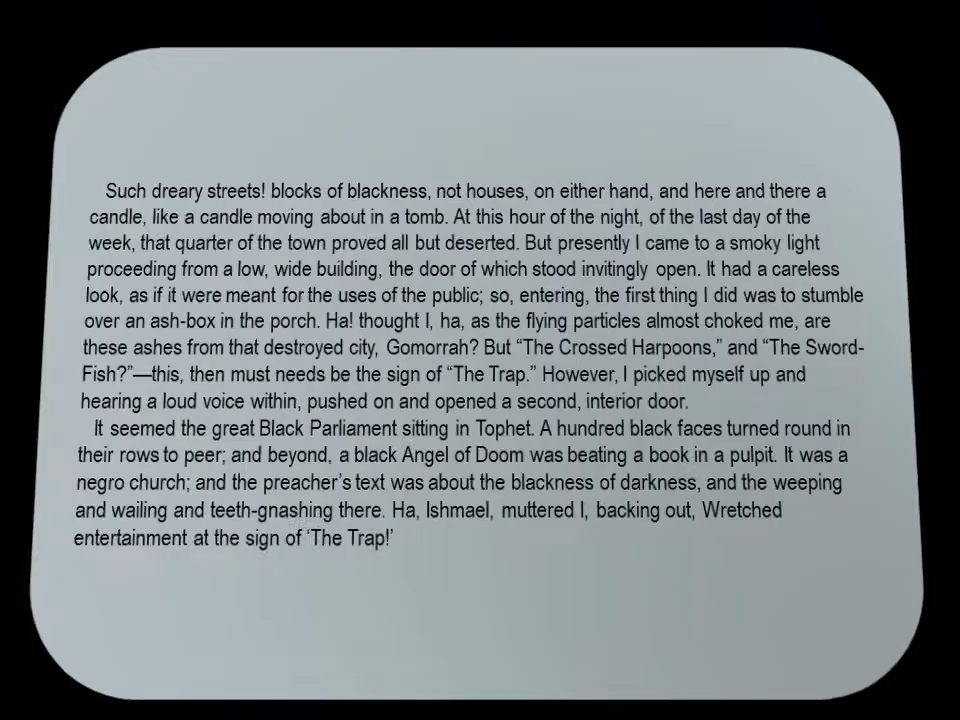 Such dreary streets! blocks of blackness, not houses, on either hand, and here and there a
candle, like a candle moving about in a tomb. At this hour of the night, of the last day of the
week, that quarter of the town proved all but deserted. But presently I came to a smoky light
proceeding from a low, wide building, the door of which stood invitingly open. It had a careless
look, as if it were meant for the uses of the public; so, entering, the first thing I did was to stumble
over an ash-box in the porch. Ha! thought I, ha, as the flying particles almost choked me, are
these ashes from that destroyed city, Gomorrah? But “The Crossed Harpoons,” and “The Sword-
Fish?”—this, then must needs be the sign of “The Trap.” However, I picked myself up and
hearing a loud voice within, pushed on and opened a second, interior door.
It seemed the great Black Parliament sitting in Tophet. A hundred black faces turned round in
their rows to peer; and beyond, a black Angel of Doom was beating a book in a pulpit. It was a
negro church; and the preacher’s text was about the blackness of darkness, and the weeping
and wailing and teeth-gnashing there. Ha, Ishmael, muttered I, backing out, Wretched
entertainment at the sign of ‘The Trap!’